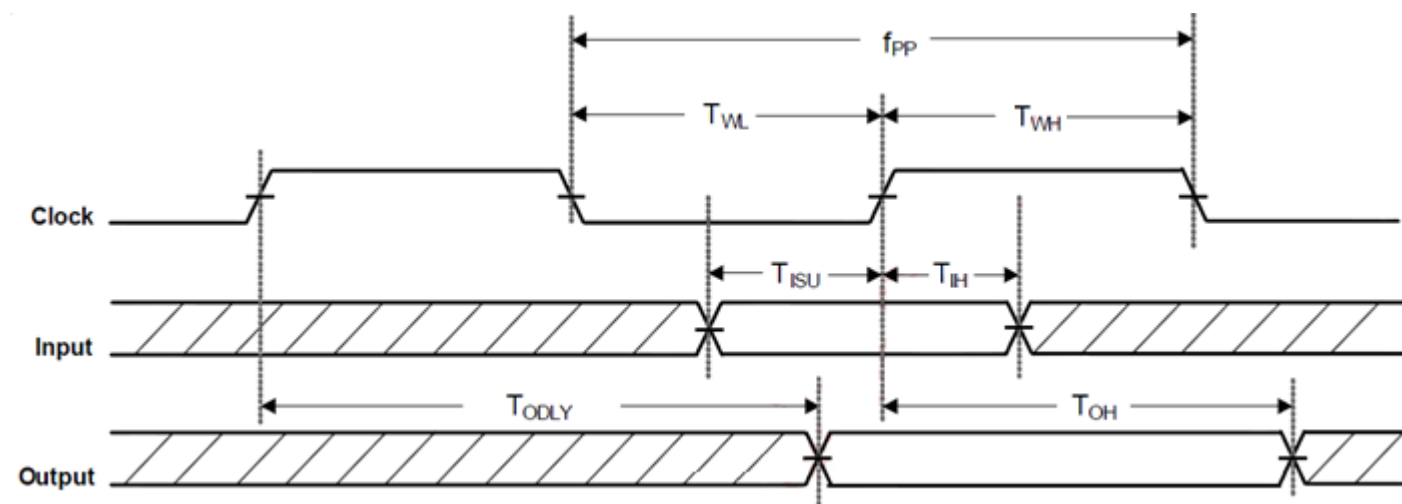 fPP
TWL
TWH
Clock
TISU
TIH
Input
TODLY
TOH
Output